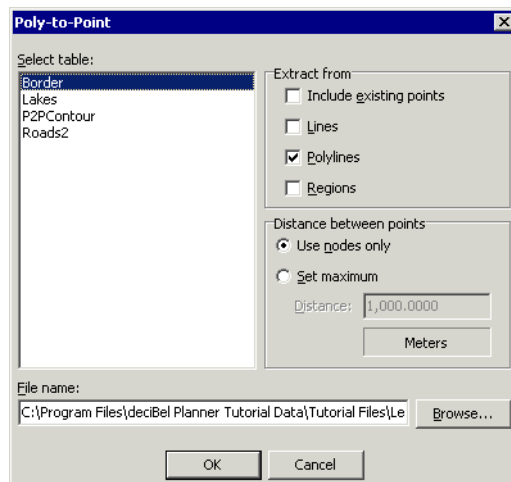 Poly-to-Point
Select table:
Border
Lakes
P2PContour
Roads2
Extract from
Include existing points
Lines
Polylines
Regions
Distance between points
Use nodes only
Set maximum
Distance: 1,000.0000
Meters
File name:
C:\Program Files\deciBel Planner Tutorial Data\Tutorial Files\Le
Browse...
OK Cancel